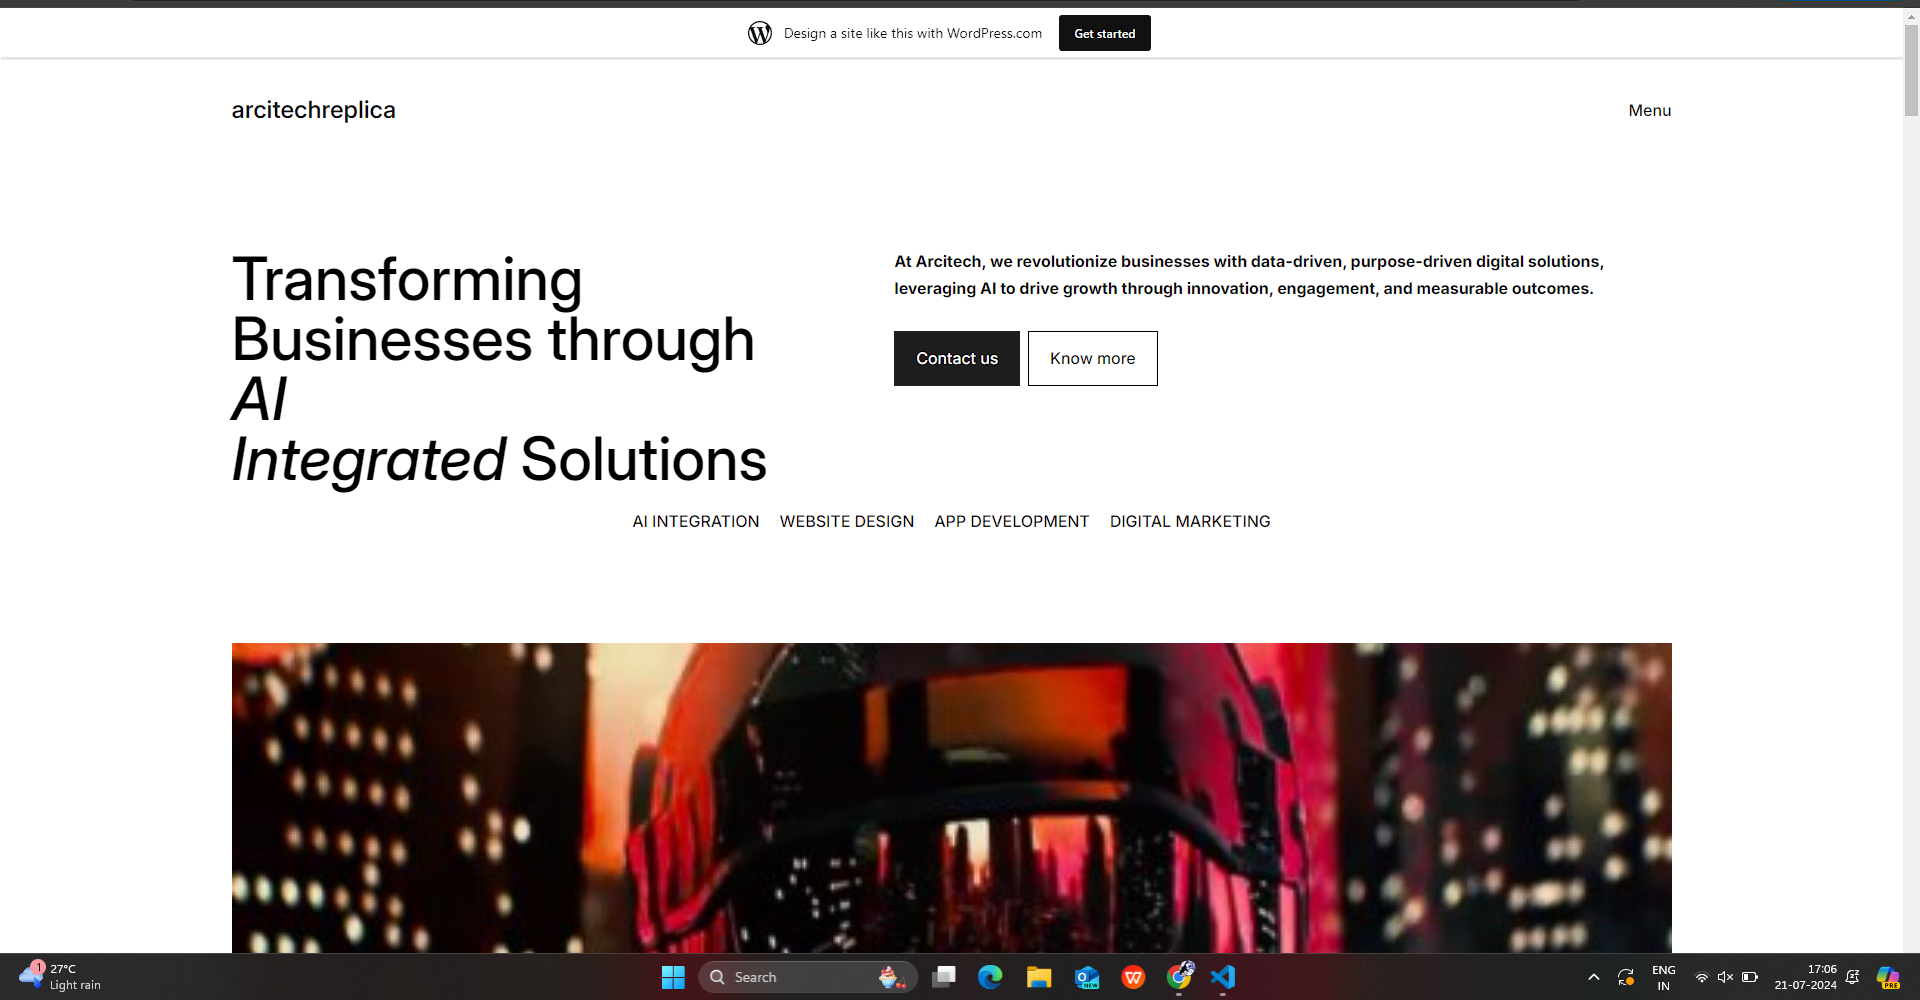 Design a site like this with WordPress.com
Get started
arcitechreplica
Menu
Transforming
Businesses through
AI
Integrated Solutions
At Arcitech, we revolutionize businesses with data-driven, purpose-driven digital solutions,
leveraging AI to drive growth through innovation, engagement, and measurable outcomes.
Contact us
Know more
AI INTEGRATION WEBSITE DESIGN APP DEVELOPMENT DIGITAL MARKETING
1
27°C
Light rain
Search
NEW
ENG
IN
17:06
21-07-2024
PRE